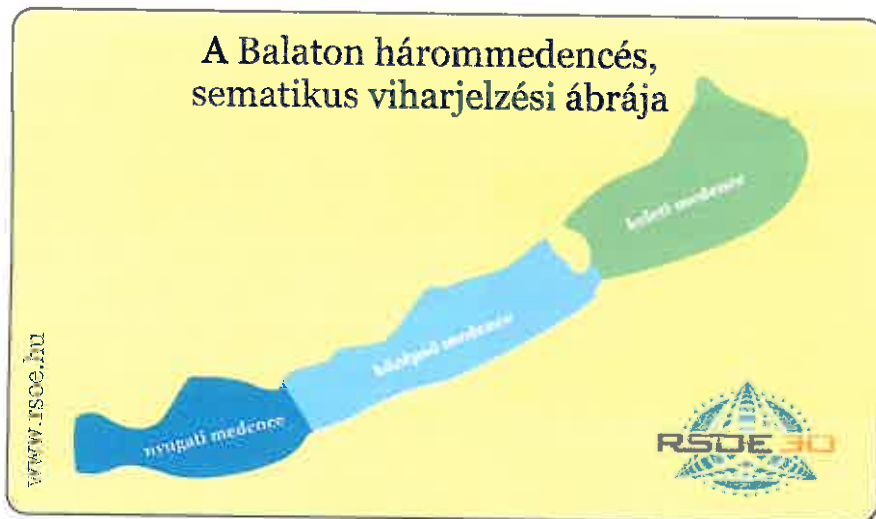 A Balaton hárommedencés,
sematikus viharjelzési ábrája
keleti medence
középső medence
nyugati medence
www.rsoe.hu
RSOE 30